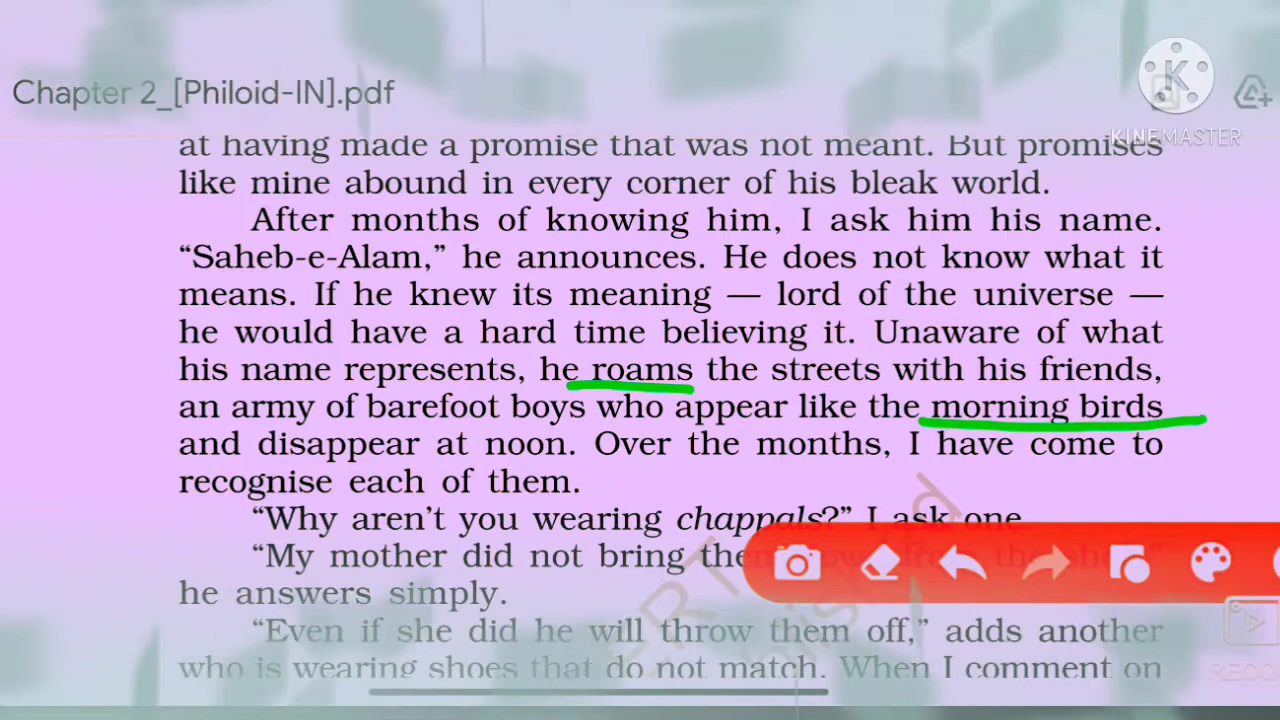 Chapter 2_[Philoid-IN].pdf
KINEMASTER
at having made a promise that was not meant. But promises
like mine abound in every corner of his bleak world.
After months of knowing him, I ask him his name.
“Saheb-e-Alam,” he announces. He does not know what it
means. If he knew its meaning — lord of the universe —
he would have a hard time believing it. Unaware of what
his name represents, he roams the streets with his friends,
an army of barefoot boys who appear like the morning birds
and disappear at noon. Over the months, I have come to
recognise each of them.
“Why aren’t you wearing chappals?” I ask one.
“My mother did not bring them down from the
he answers simply.
“Even if she did he will throw them off,” adds another
who is wearing shoes that do not match. When I comment on